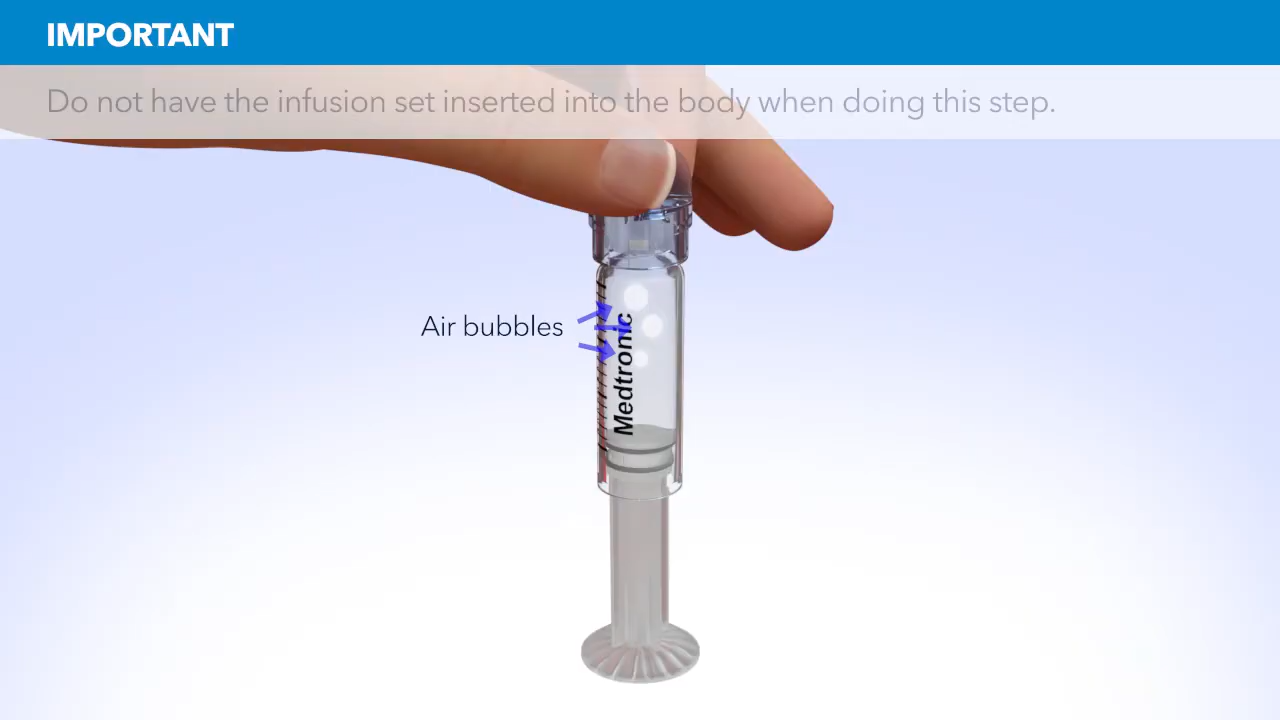 IMPORTANT
Do not have the infusion set inserted into the body when doing this step.
Air bubbles
Medtronic